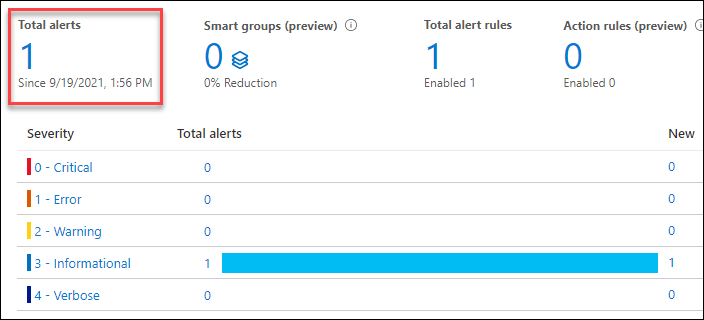 Total alerts
1
Since 9/19/2021, 1:56 PM
Smart groups (preview)
0
0% Reduction
Total alert rules
1
Enabled 1
Action rules (preview)
0
Enabled 0
Severity Total alerts New
0 - Critical 0 0
1 - Error 0 0
2 - Warning 0 0
3 - Informational 1 1
4 - Verbose 0 0